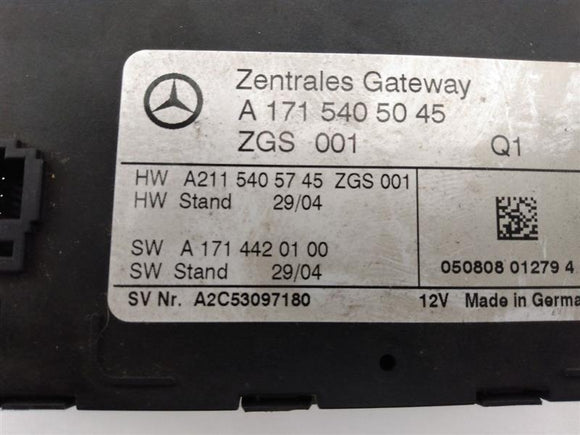 Zentrales Gateway
A 171 540 50 45
ZGS 001 Q1
HW A211 540 57 45 ZGS 001
HW Stand 29/04
SW A 171 442 01 00
SW Stand 29/04
050808 01279 4
SV Nr. A2C53097180
12V Made in German